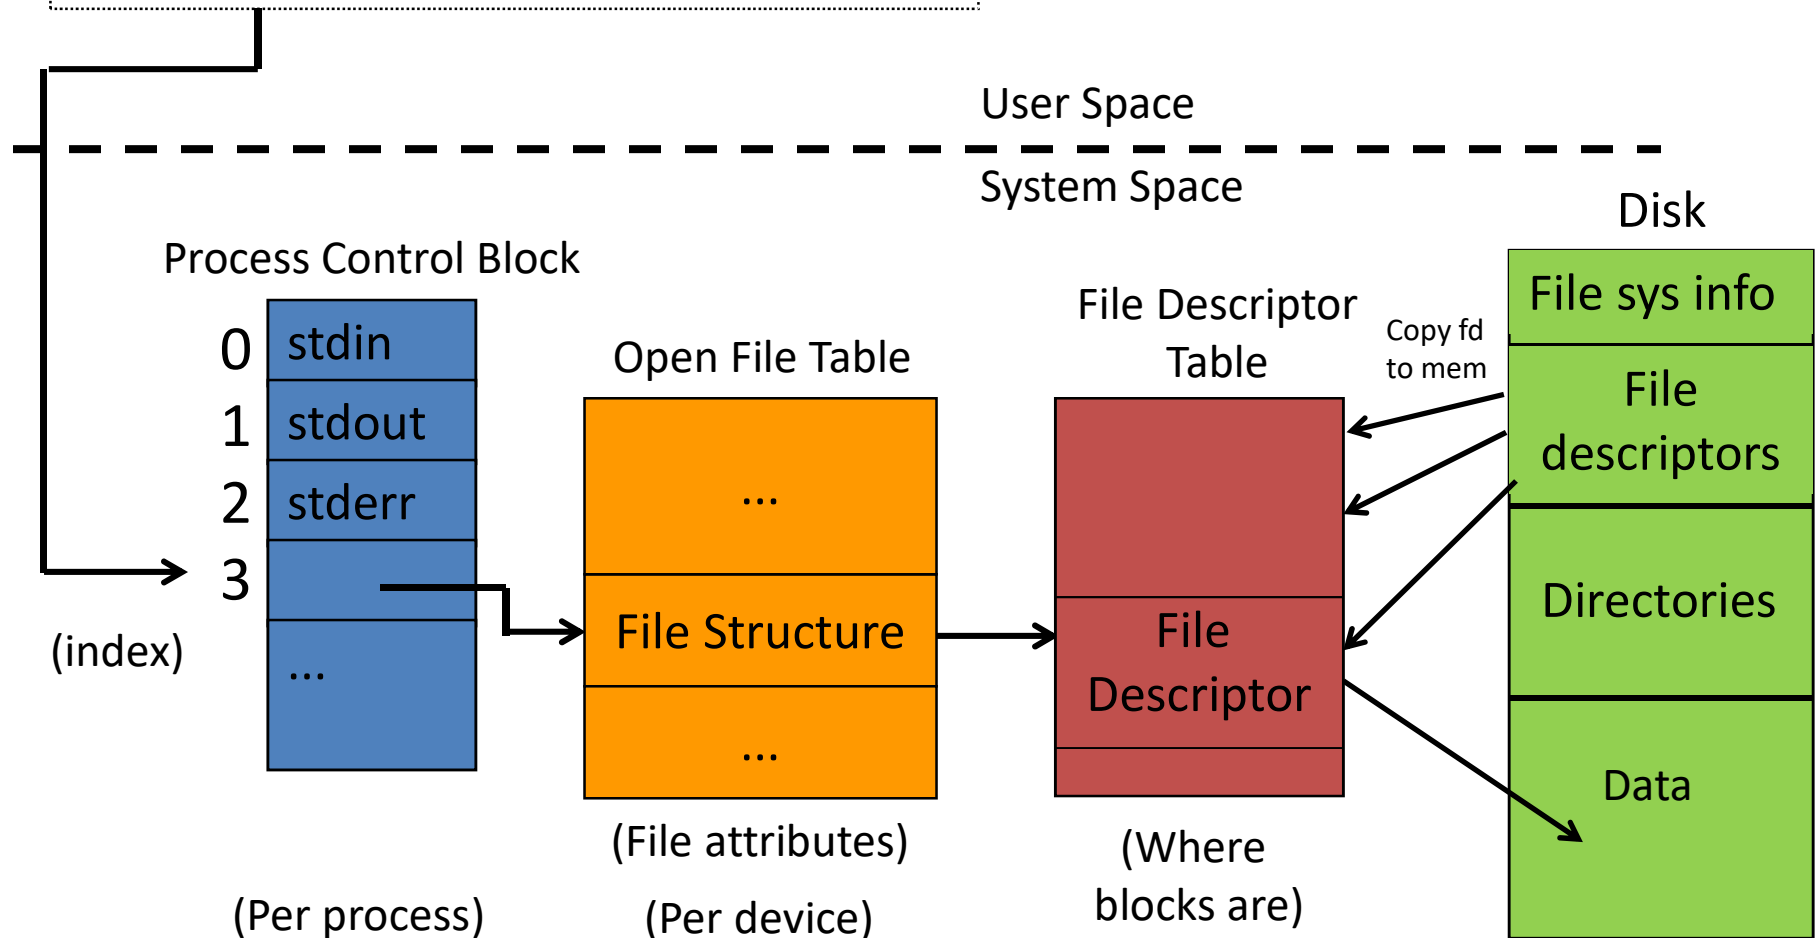 User Space
System Space
Disk
Process Control Block
0 stdin
1 stdout
2 stderr
3
(index)
...
(Per process)
Open File Table
...
File Structure
...
(File attributes)
(Per device)
File Descriptor
Table
File
Descriptor
(Where
blocks are)
Copy fd
to mem
File sys info
File
descriptors
Directories
Data